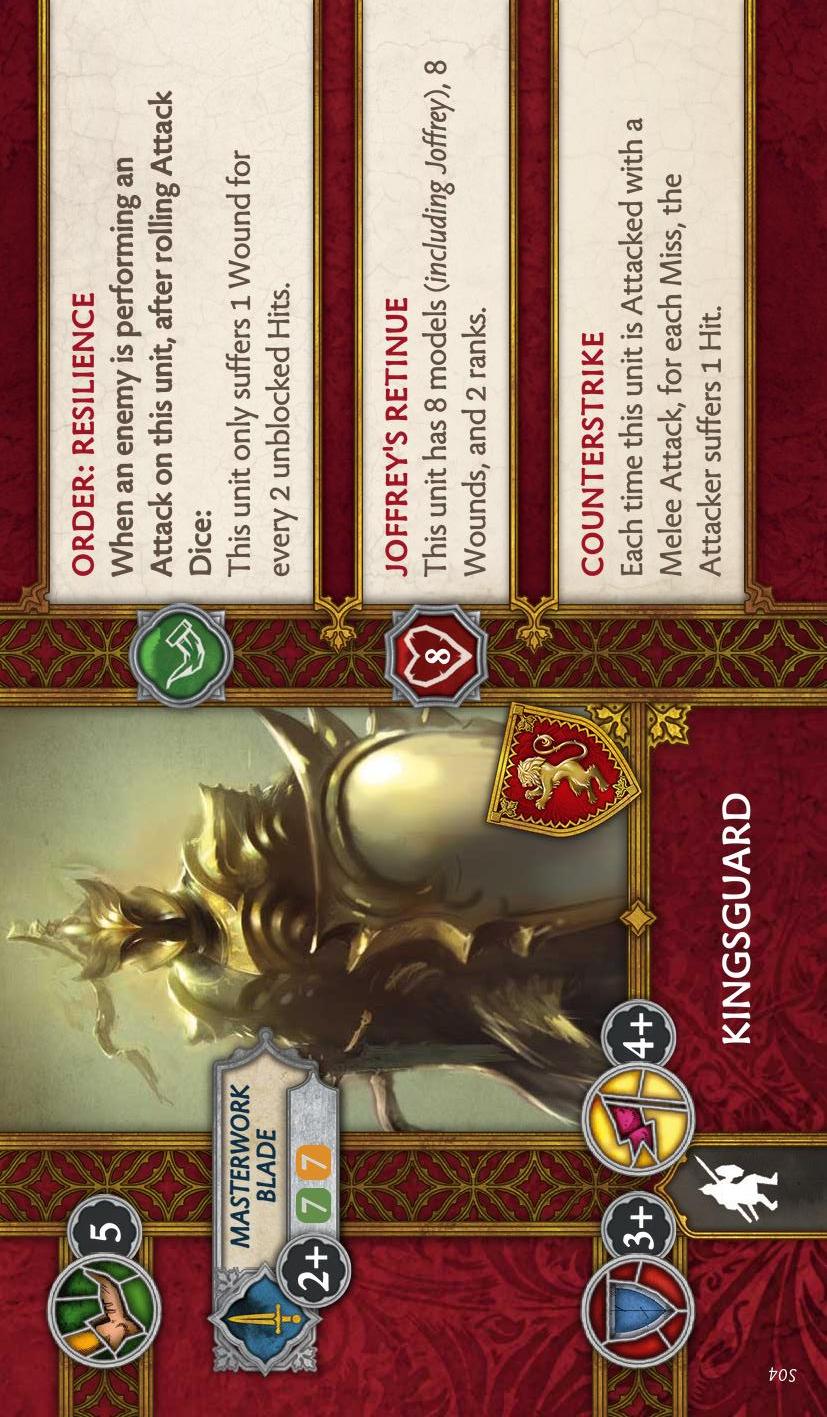 5
MASTERWORK
BLADE
2+
7 7
3+
4+
KINGSGUARD
S04
ORDER: RESILIENCE
When an enemy is performing an
Attack on this unit, after rolling Attack
Dice:
This unit only suffers 1 Wound for
every 2 unblocked Hits.
8
JOFFREY'S RETINUE
This unit has 8 models (including Joffrey), 8
Wounds, and 2 ranks.
COUNTERSTRIKE
Each time this unit is Attacked with a
Melee Attack, for each Miss, the
Attacker suffers 1 Hit.